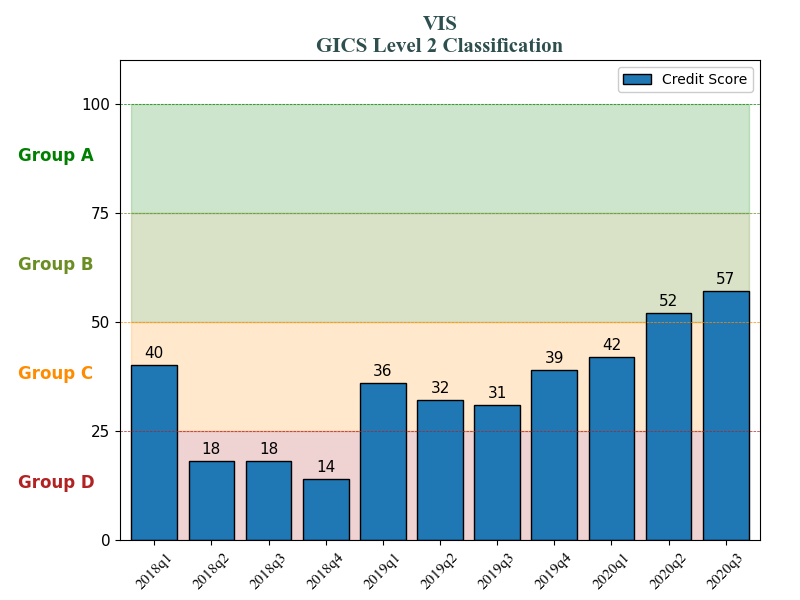 VIS
GICS Level 2 Classification
Credit Score
100
Group A
75
Group B
57
52
50
42
40
39
Group C
36
32
31
25
18
18
14
Group D
0
2018q1 2018q2 2018q3 2018q4 2019q1 2019q2 2019q3 2019q4 2020q1 2020q2 2020q3